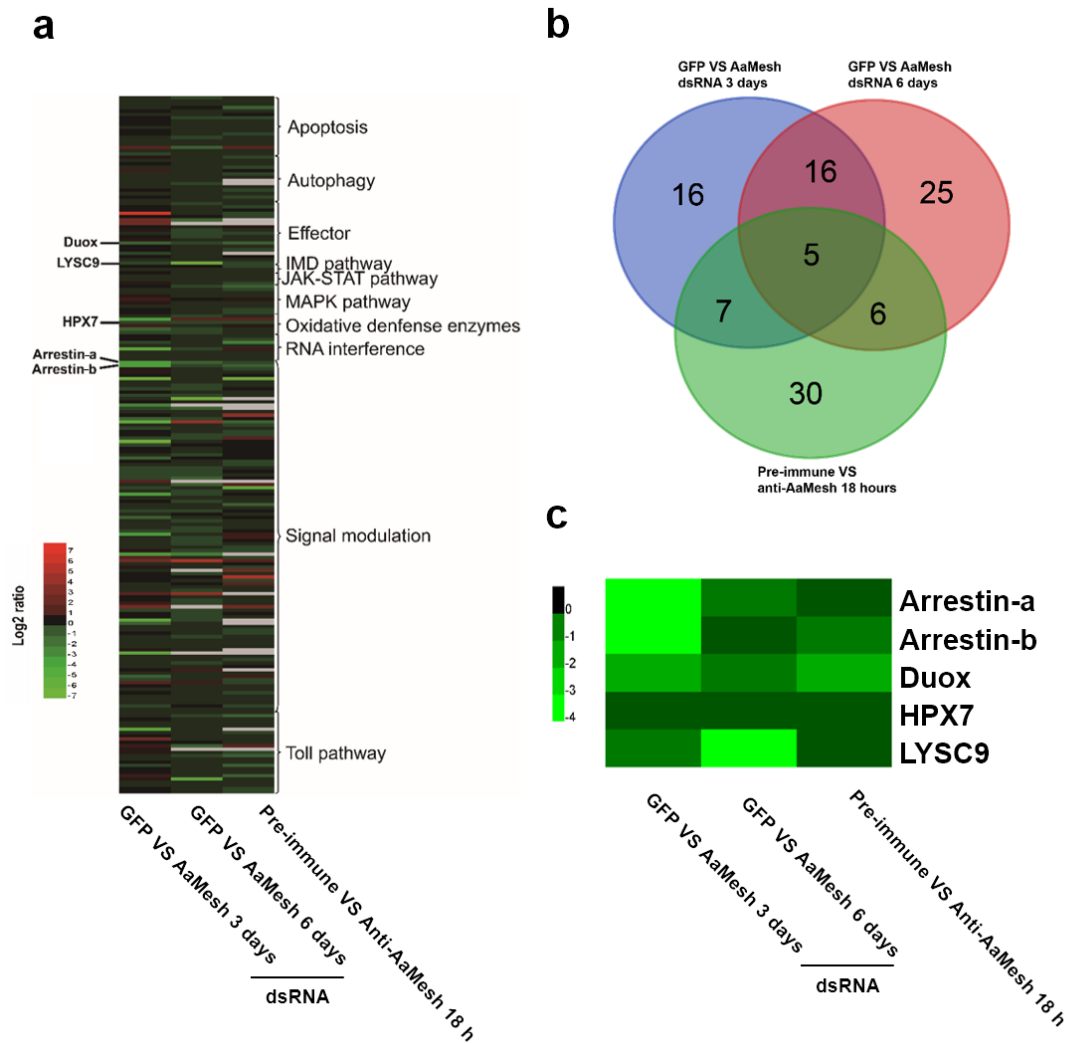 a
Apoptosis
Autophagy
Effector
Duox
LYSC9
IMD pathway
JAK-STAT pathway
MAPK pathway
HPX7
Oxidative denfense enzymes
RNA interference
Arrestin-a
Arrestin-b
Signal modulation
Toll pathway
Log2 ratio
7
6
5
4
3
2
1
0
-1
-2
-3
-4
-5
-6
-7
GFP VS AaMesh 3 days
GFP VS AaMesh 6 days
Pre-immune VS Anti-AaMesh 18 h
dsRNA
b
GFP VS AaMesh
dsRNA 3 days
GFP VS AaMesh
dsRNA 6 days
16
16
25
5
7
6
30
Pre-immune VS
anti-AaMesh 18 hours
c
0
-1
-2
-3
-4
Arrestin-a
Arrestin-b
Duox
HPX7
LYSC9
GFP VS AaMesh 3 days
GFP VS AaMesh 6 days
Pre-immune VS Anti-AaMesh 18 h
dsRNA